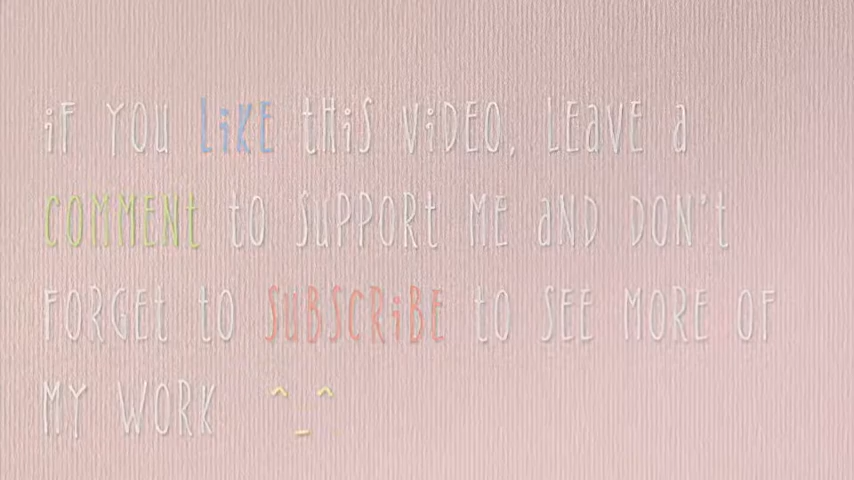 iF YOU LiKE tHiS ViDEO, LEaVE a
COMMENt to SUPPORt ME aND DON't
FORGEt to SUBSCRiBE to SEE MORE OF
MY WORK ^_^